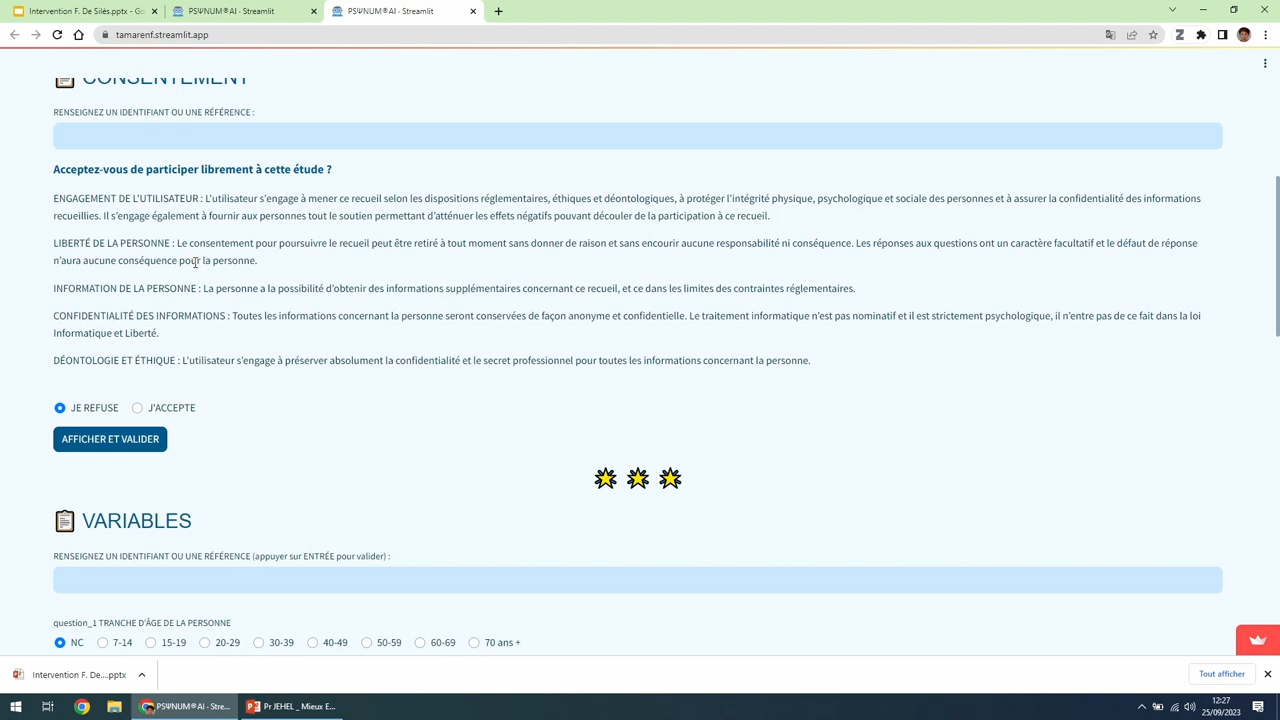 Intervention F. De Silès.pptx - Go
PSΨNUM®AI - Streamlit
PSΨNUM®AI - Streamlit
tamarenf.streamlit.app
CONSENTEMENT
RENSEIGNEZ UN IDENTIFIANT OU UNE RÉFÉRENCE :
Acceptez-vous de participer librement à cette étude ?
ENGAGEMENT DE L'UTILISATEUR : L'utilisateur s'engage à mener ce recueil selon les dispositions réglementaires, éthiques et déontologiques, à protéger l'intégrité physique, psychologique et sociale des personnes et à assurer la confidentialité des informations
recueillies. Il s'engage également à fournir aux personnes tout le soutien permettant d'atténuer les effets négatifs pouvant découler de la participation à ce recueil.
LIBERTÉ DE LA PERSONNE : Le consentement pour poursuivre le recueil peut être retiré à tout moment sans donner de raison et sans encourir aucune responsabilité ni conséquence. Les réponses aux questions ont un caractère facultatif et le défaut de réponse
n'aura aucune conséquence pour la personne.
INFORMATION DE LA PERSONNE : La personne a la possibilité d'obtenir des informations supplémentaires concernant ce recueil, et ce dans les limites des contraintes réglementaires.
CONFIDENTIALITÉ DES INFORMATIONS : Toutes les informations concernant la personne seront conservées de façon anonyme et confidentielle. Le traitement informatique n'est pas nominatif et il est strictement psychologique, il n'entre pas de ce fait dans la loi
Informatique et Liberté.
DÉONTOLOGIE ET ÉTHIQUE : L'utilisateur s'engage à préserver absolument la confidentialité et le secret professionnel pour toutes les informations concernant la personne.
JE REFUSE J'ACCEPTE
AFFICHER ET VALIDER
VARIABLES
RENSEIGNEZ UN IDENTIFIANT OU UNE RÉFÉRENCE (appuyer sur ENTRÉE pour valider) :
question_1 TRANCHE D'ÂGE DE LA PERSONNE
NC 7-14 15-19 20-29 30-39 40-49 50-59 60-69 70 ans +
Intervention F. De....pptx
Tout afficher
PSΨNUM®AI - Stre...
Pr JEHEL _ Mieux E...
12:27
25/09/2023